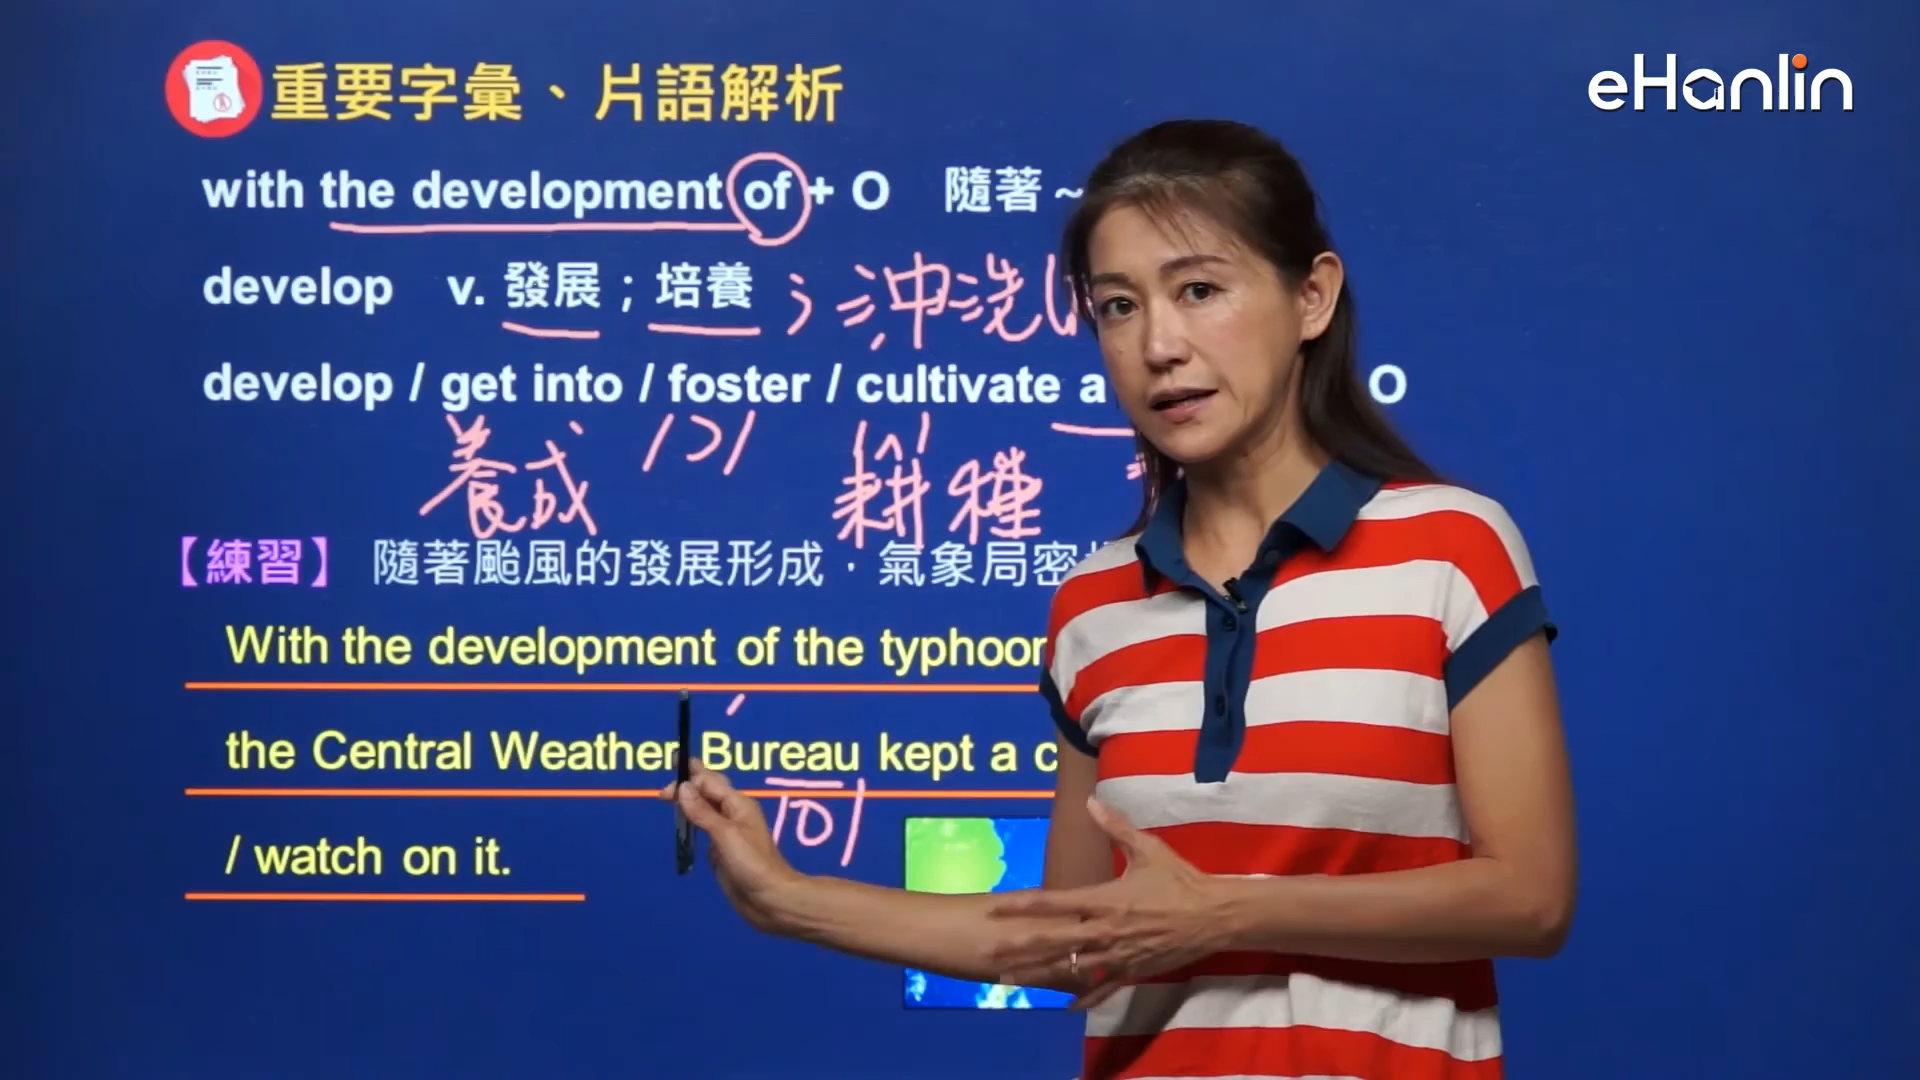 eHanlin
重要字彙、片語解析
with the development of + O 隨著~
develop v. 發展;培養;沖洗
develop / get into / foster / cultivate a O
養成 /ɔ/ /ʌ/
耕種
【練習】 隨著颱風的發展形成,氣象局密
With the development of the typhoon
the Central Weather Bureau kept a c
/o/
/ watch on it.